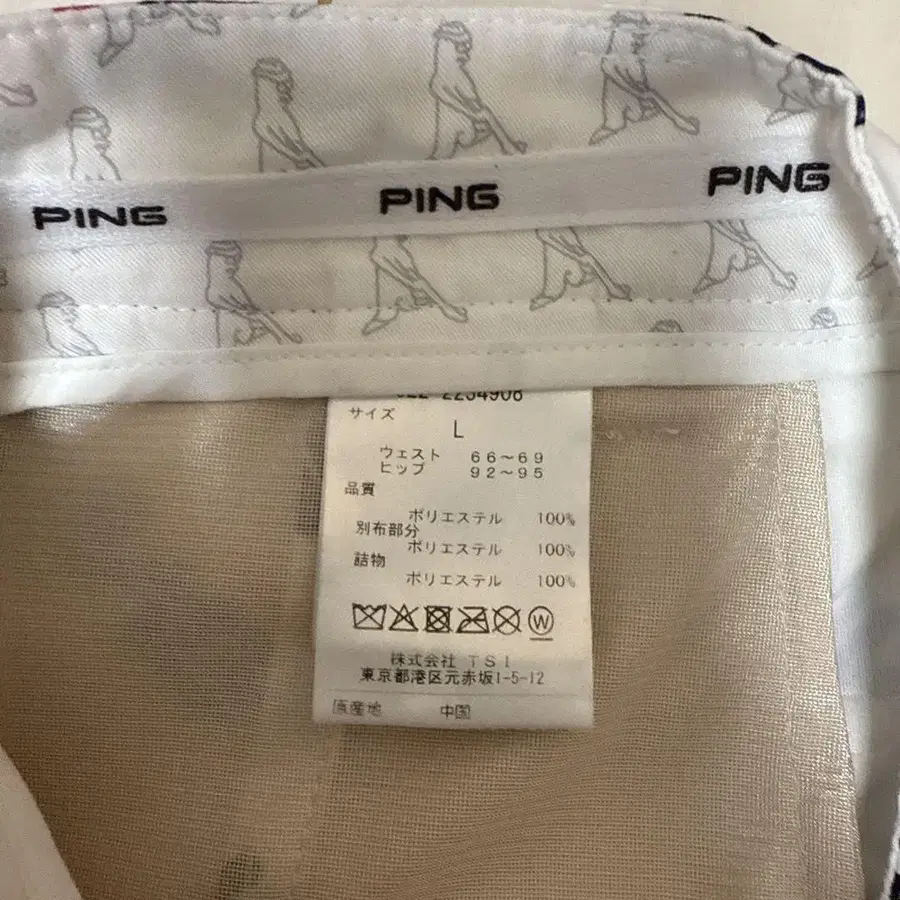 PING PING PING
2234908
サイズ
L
ウェスト 66～69
ヒップ 92～95
品質
ポリエステル 100%
別布部分
ポリエステル 100%
詰物
ポリエステル 100%
W
株式会社 TSI
東京都港区元赤坂1-5-12
原産地 中国